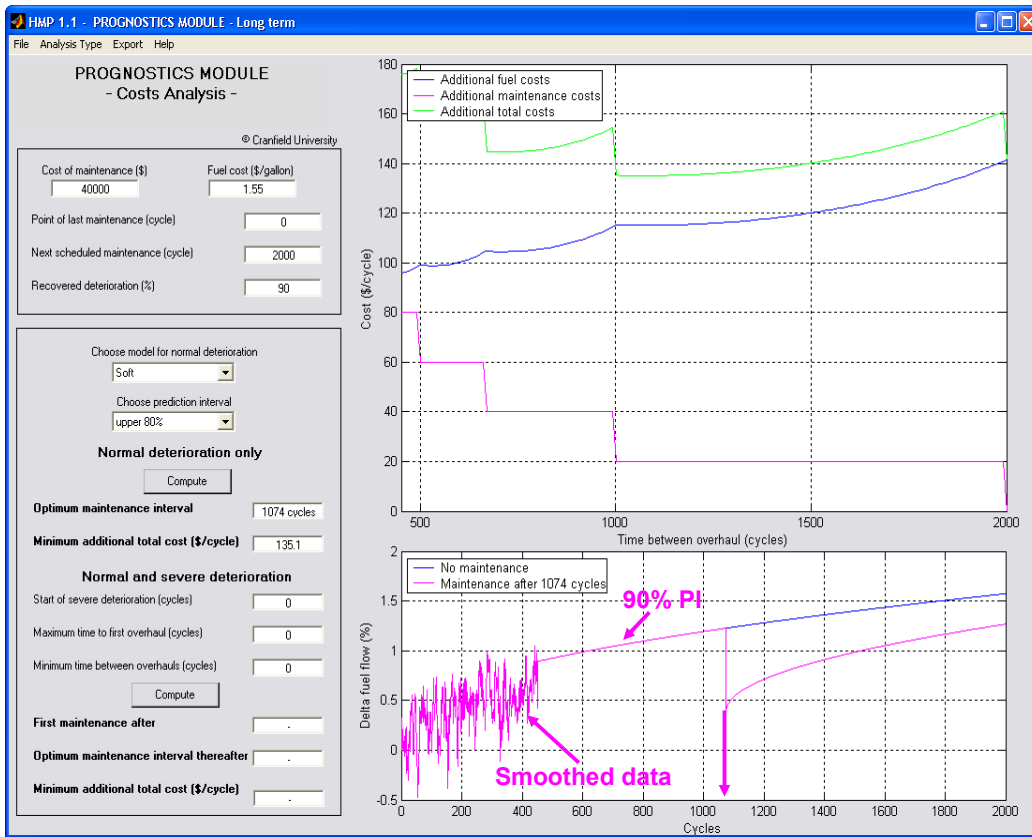 HMP 1.1 - PROGNOSTICS MODULE - Long term
File Analysis Type Export Help
PROGNOSTICS MODULE
- Costs Analysis -
© Cranfield University
Cost of maintenance ($) Fuel cost ($/gallon)
40000 1.55
Point of last maintenance (cycle) 0
Next scheduled maintenance (cycle) 2000
Recovered deterioration (%) 90
Choose model for normal deterioration
Soft
Choose prediction interval
upper 80%
Normal deterioration only
Compute
Optimum maintenance interval 1074 cycles
Minimum additional total cost ($/cycle) 135.1
Normal and severe deterioration
Start of severe deterioration (cycles) 0
Maximum time to first overhaul (cycles) 0
Minimum time between overhauls (cycles) 0
Compute
First maintenance after .
Optimum maintenance interval thereafter .
Minimum additional total cost ($/cycle) .
Additional fuel costs
Additional maintenance costs
Additional total costs
180
160
140
120
100
80
60
40
20
0
Cost ($/cycle)
500 1000 1500 2000
Time between overhaul (cycles)
No maintenance
Maintenance after 1074 cycles
90% PI
Smoothed data
2
1.5
1
0.5
0
-0.5
Delta fuel flow (%)
0 200 400 600 800 1000 1200 1400 1600 1800 2000
Cycles